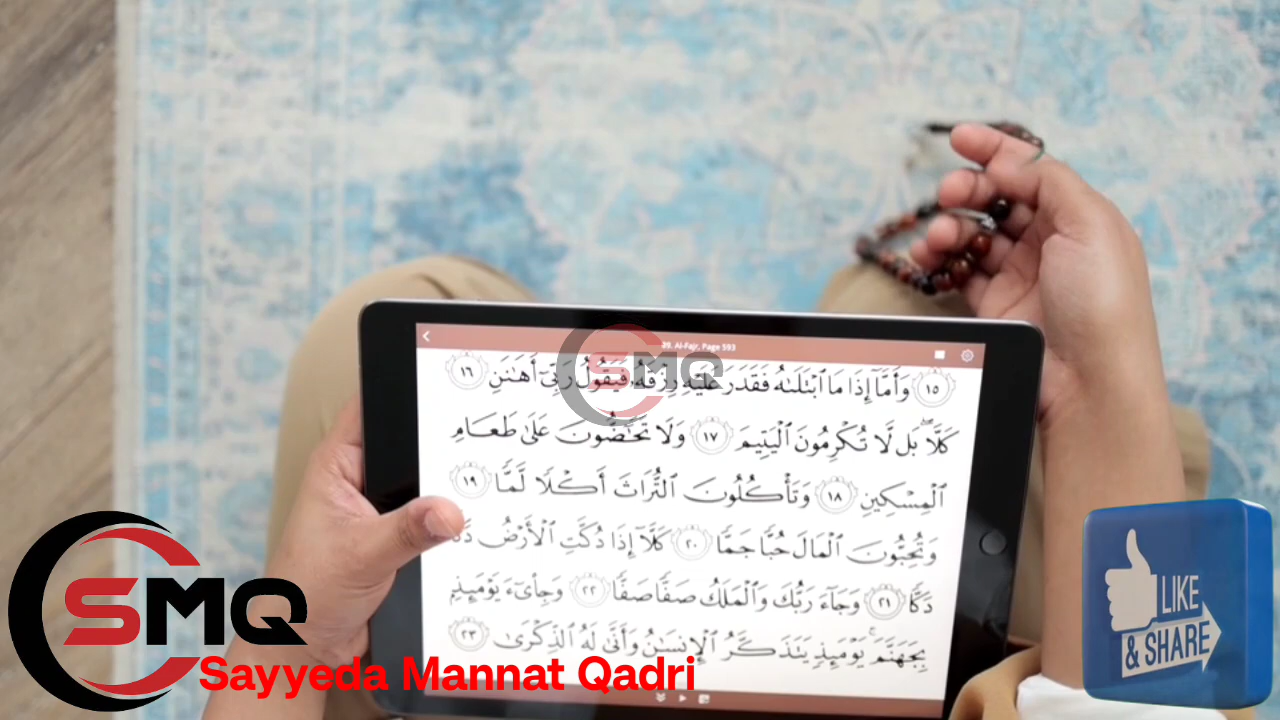 89. Al-Fajr, Page 593
SMQ
١٥ وَأَمَّآ إِذَا مَا ٱبْتَلَىٰهُ فَقَدَرَ عَلَيْهِ رِزْقَهُۥ فَيَقُولُ رَبِّىٓ أَهَـٰنَنِ ١٦
كَلَّا ۖ بَل لَّا تُكْرِمُونَ ٱلْيَتِيمَ ١٧ وَلَا تَحَـٰٓضُّونَ عَلَىٰ طَعَامِ
ٱلْمِسْكِينِ ١٨ وَتَأْكُلُونَ ٱلتُّرَاثَ أَكْلًا لَّمًّا ١٩
وَتُحِبُّونَ ٱلْمَالَ حُبًّا جَمًّا ٢٠ كَلَّآ إِذَا دُكَّتِ ٱلْأَرْضُ
دَكًّا ٢١ وَجَآءَ رَبُّكَ وَٱلْمَلَكُ صَفًّا صَفًّا ٢٢ وَجِا۟ىٓءَ يَوْمَئِذٍۭ
بِجَهَنَّمَ ۚ يَوْمَئِذٍ يَتَذَكَّرُ ٱلْإِنسَـٰنُ وَأَنَّىٰ لَهُ ٱلذِّكْرَىٰ ٢٣
SMQ
Sayyeda Mannat Qadri
LIKE
& SHARE